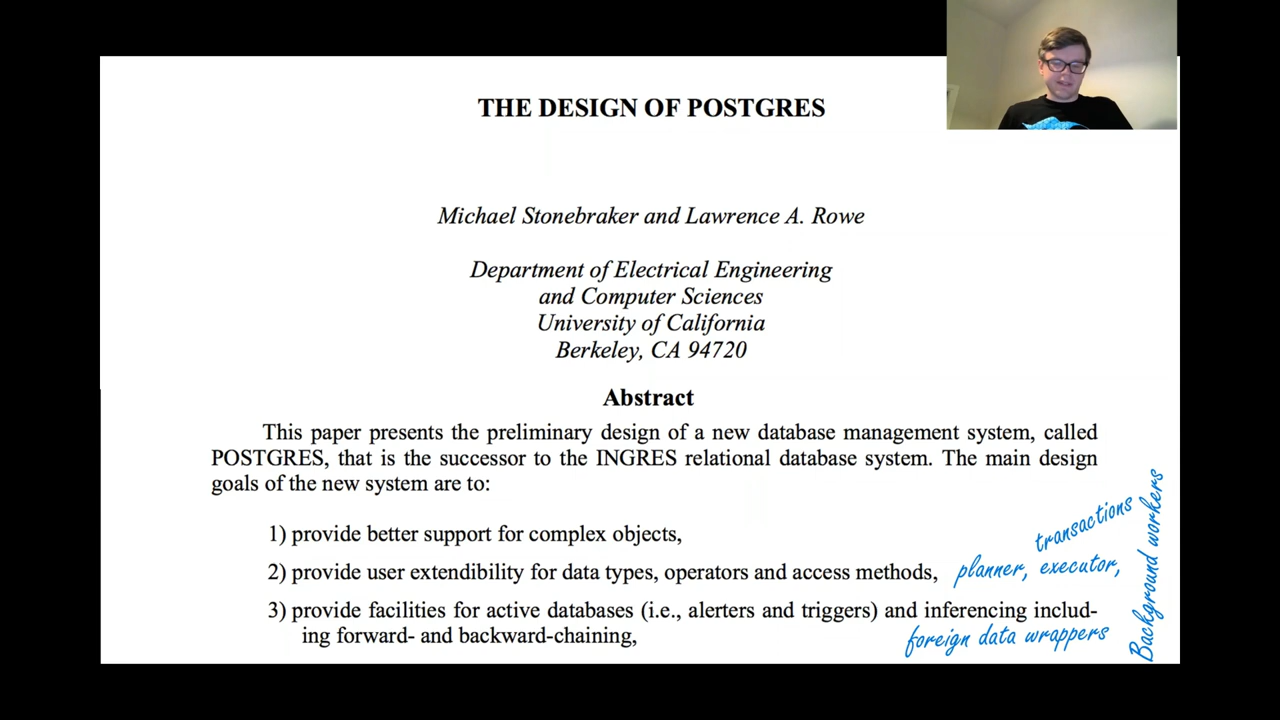 THE DESIGN OF POSTGRES
Michael Stonebraker and Lawrence A. Rowe
Department of Electrical Engineering
and Computer Sciences
University of California
Berkeley, CA 94720
Abstract
This paper presents the preliminary design of a new database management system, called
POSTGRES, that is the successor to the INGRES relational database system. The main design
goals of the new system are to:
1) provide better support for complex objects,
2) provide user extendibility for data types, operators and access methods,
transactions
planner, executor,
Background workers
3) provide facilities for active databases (i.e., alerters and triggers) and inferencing includ-
ing forward- and backward-chaining,
foreign data wrappers